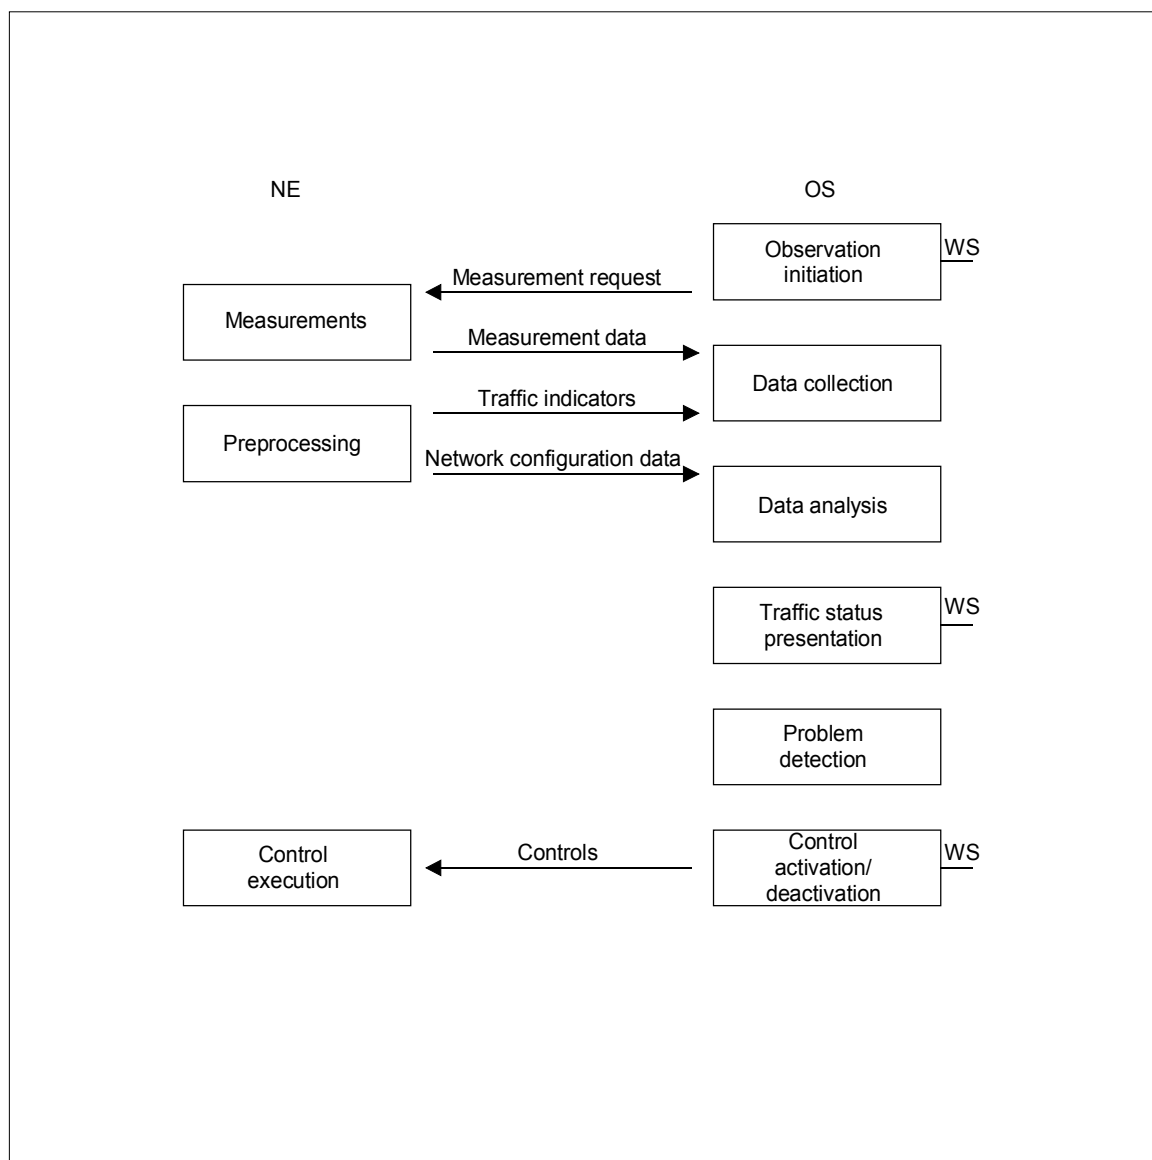 NE
OS
Observation
initiation
WS
Measurement request
Measurements
Measurement data
Data collection
Traffic indicators
Preprocessing
Network configuration data
Data analysis
Traffic status
presentation
WS
Problem
detection
Control
execution
Controls
Control
activation/
deactivation
WS